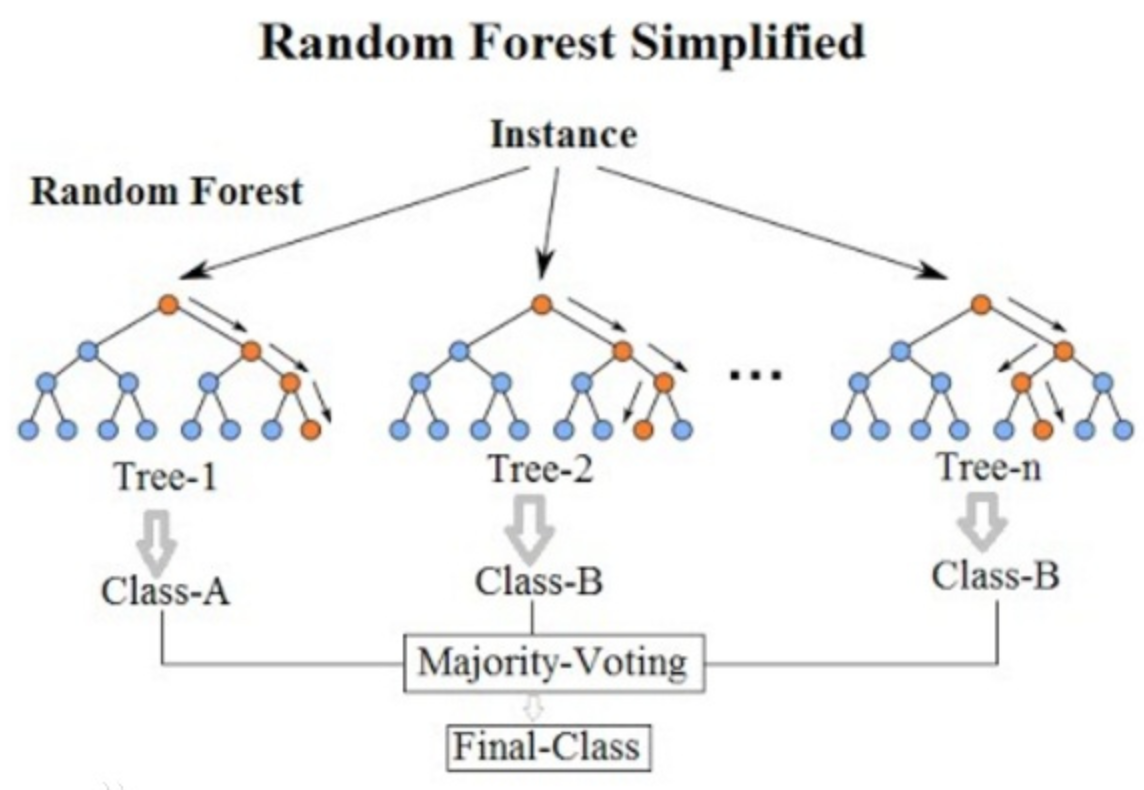 Random Forest Simplified
Instance
Random Forest
...
Tree-1
Tree-2
Tree-n
Class-A
Class-B
Class-B
Majority-Voting
Final-Class